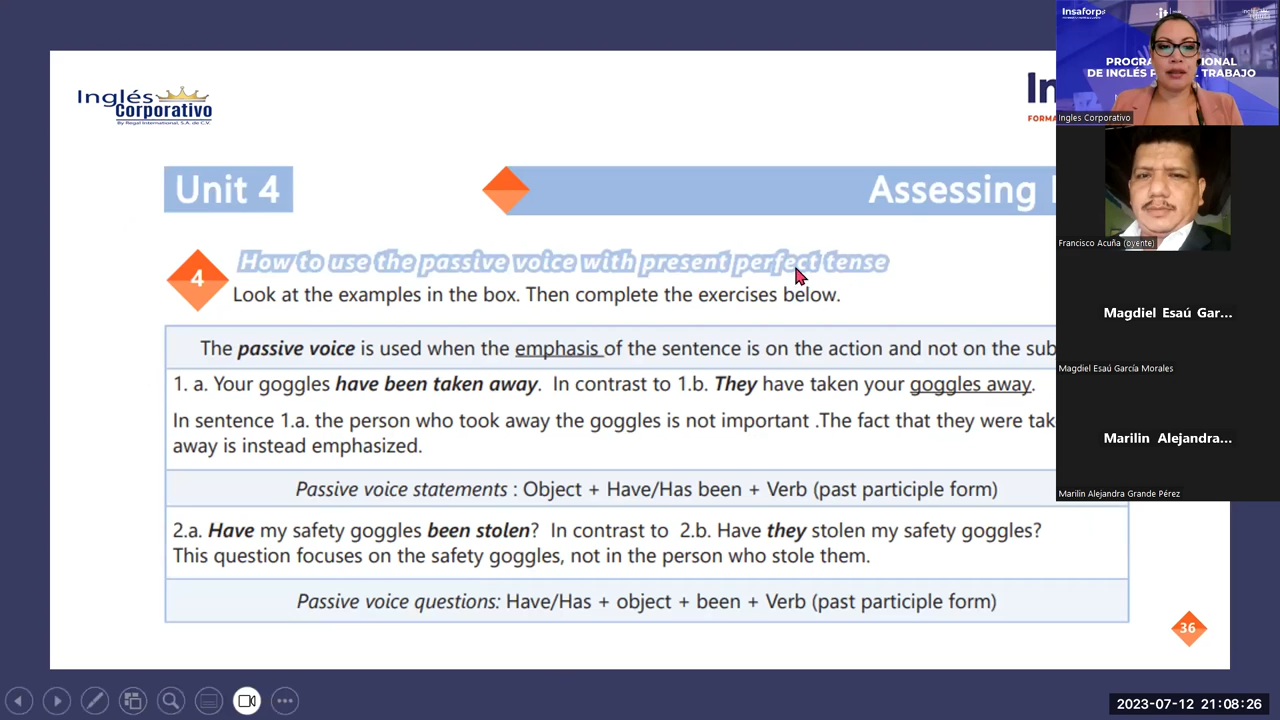 Inglés
Corporativo
By Regal International, S.A. de C.V.
In
FORMA
Unit 4
Assessing
4
How to use the passive voice with present perfect tense
Look at the examples in the box. Then complete the exercises below.
The passive voice is used when the emphasis of the sentence is on the action and not on the sub
1. a. Your goggles have been taken away. In contrast to 1.b. They have taken your goggles away.
In sentence 1.a. the person who took away the goggles is not important .The fact that they were tak
away is instead emphasized.
Passive voice statements : Object + Have/Has been + Verb (past participle form)
2.a. Have my safety goggles been stolen? In contrast to 2.b. Have they stolen my safety goggles?
This question focuses on the safety goggles, not in the person who stole them.
Passive voice questions: Have/Has + object + been + Verb (past participle form)
36
Insaforp
PROGRA IONAL
DE INGLÉS P L TRABAJO
Ingles Corporativo
Francisco Acuña (oyente)
Magdiel Esaú Gar...
Magdiel Esaú García Morales
Marilin Alejandra...
Marilin Alejandra Grande Pérez
2023-07-12 21:08:26